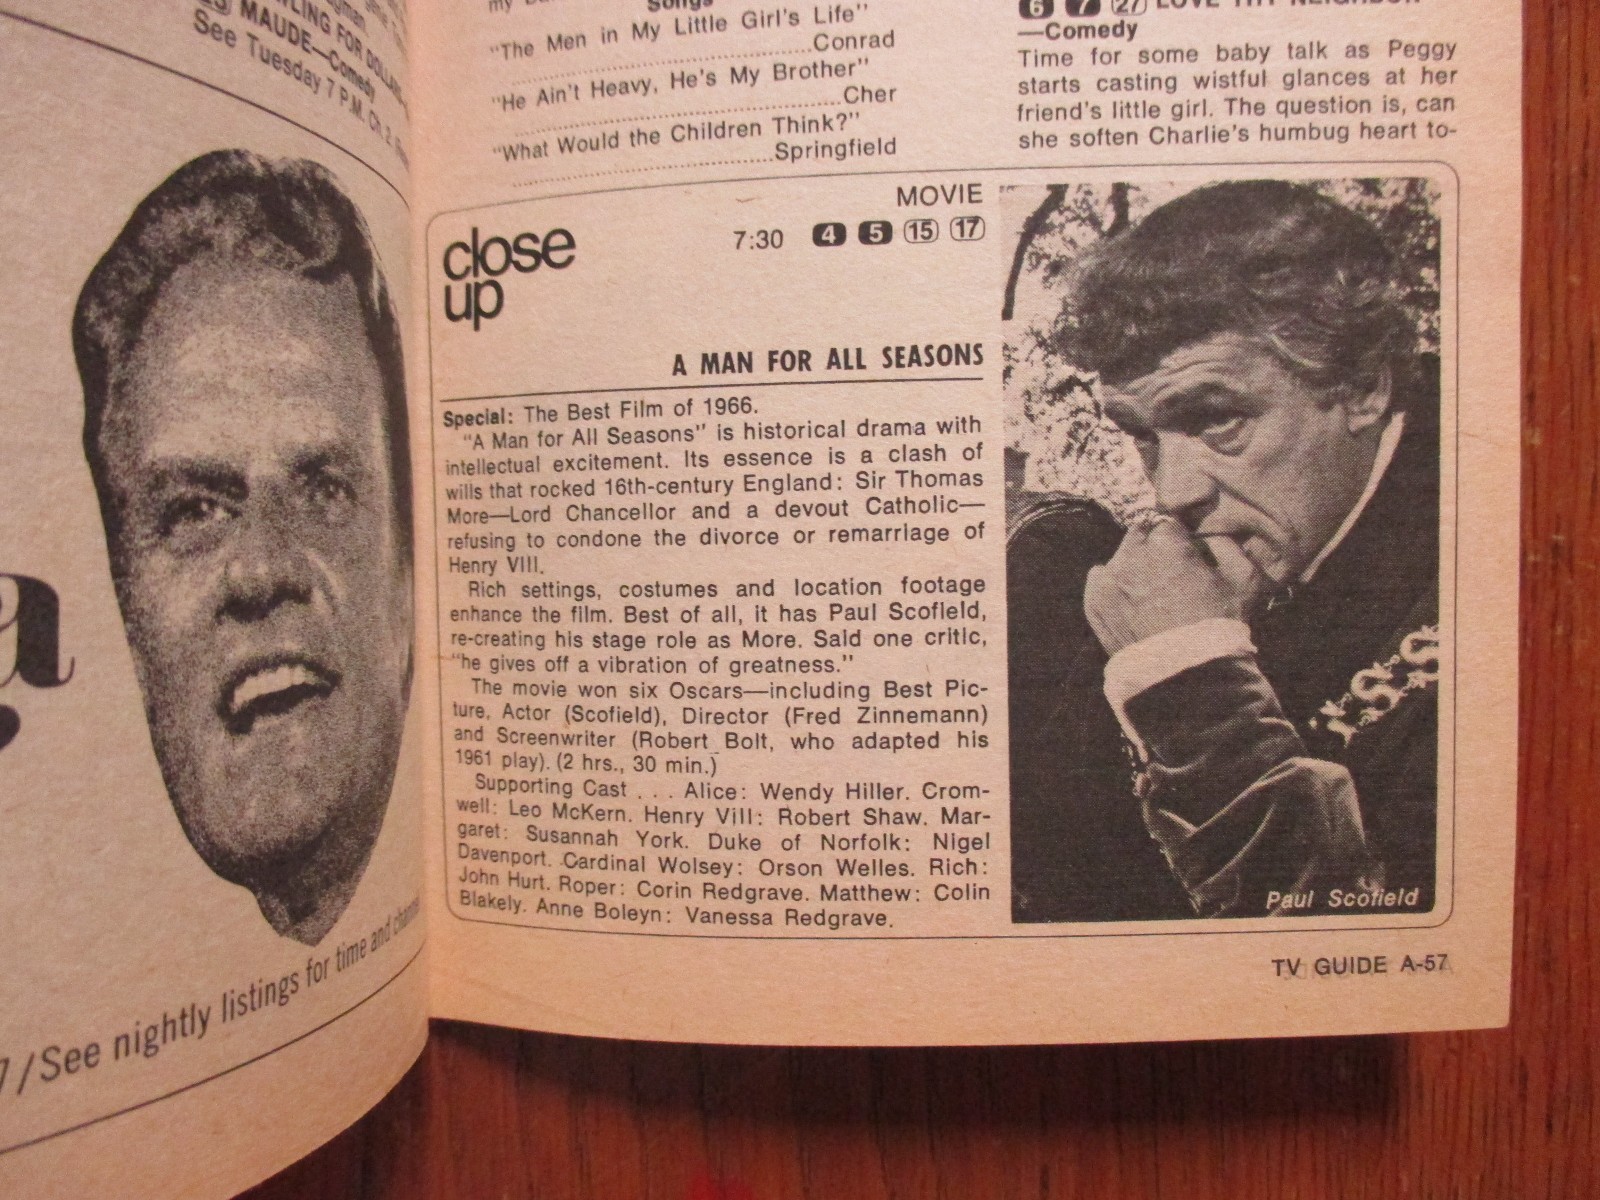 LING FOR DOLLARS
MAUDE—Comedy
See Tuesday 7 P.M. Ch. 2
a
/See nightly listings for time and
my
Songs
"The Men in My Little Girl's Life"
Conrad
"He Ain't Heavy, He's My Brother"
Cher
"What Would the Children Think?"
Springfield
6 7 27 LOVE THY NEIGHBOR
—Comedy
Time for some baby talk as Peggy
starts casting wistful glances at her
friend's little girl. The question is, can
she soften Charlie's humbug heart to-
close
up
MOVIE
7:30 4 5 15 17
A MAN FOR ALL SEASONS
Special: The Best Film of 1966.
"A Man for All Seasons" is historical drama with
intellectual excitement. Its essence is a clash of
wills that rocked 16th-century England: Sir Thomas
More—Lord Chancellor and a devout Catholic—
refusing to condone the divorce or remarriage of
Henry VIII.
Rich settings, costumes and location footage
enhance the film. Best of all, it has Paul Scofield,
re-creating his stage role as More. Said one critic,
"he gives off a vibration of greatness."
The movie won six Oscars—including Best Pic-
ture, Actor (Scofield), Director (Fred Zinnemann)
and Screenwriter (Robert Bolt, who adapted his
1961 play). (2 hrs., 30 min.)
Supporting Cast . . . Alice: Wendy Hiller. Crom-
well: Leo McKern. Henry VIII: Robert Shaw. Mar-
garet: Susannah York. Duke of Norfolk: Nigel
Davenport. Cardinal Wolsey: Orson Welles. Rich:
John Hurt. Roper: Corin Redgrave. Matthew: Colin
Blakely. Anne Boleyn: Vanessa Redgrave.
Paul Scofield
TV GUIDE A-57